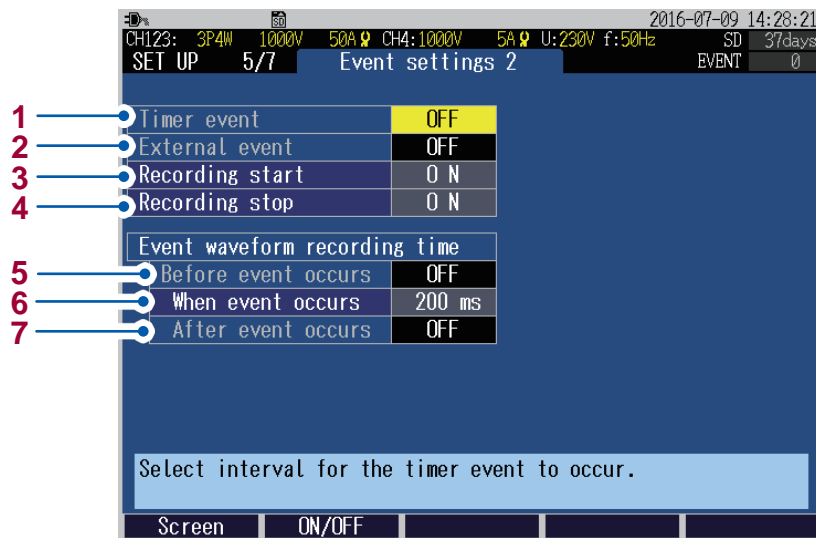 SD 2016-07-09 14:28:21
CH123: 3P4W 1000V 50A CH4:1000V 5A U:230V f:50Hz SD 37days
SET UP 5/7 Event settings 2 EVENT 0
1 Timer event OFF
2 External event OFF
3 Recording start O N
4 Recording stop O N
Event waveform recording time
5 Before event occurs OFF
6 When event occurs 200 ms
7 After event occurs OFF
Select interval for the timer event to occur.
Screen ON/OFF